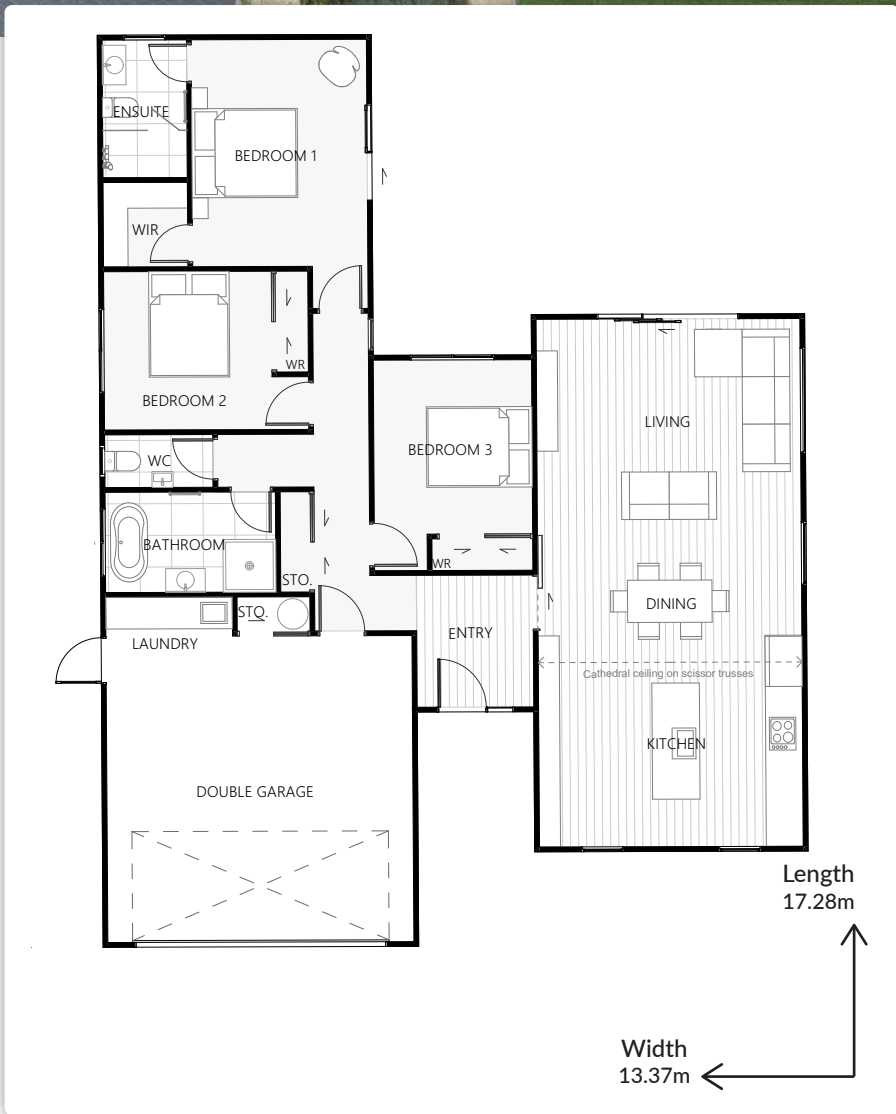 ENSUITE
BEDROOM 1
WIR
WR
BEDROOM 2
LIVING
BEDROOM 3
WC
BATHROOM
WR
STO.
DINING
STO.
ENTRY
LAUNDRY
Cathedral ceiling on scissor trusses
KITCHEN
DOUBLE GARAGE
Length
17.28m
Width
13.37m